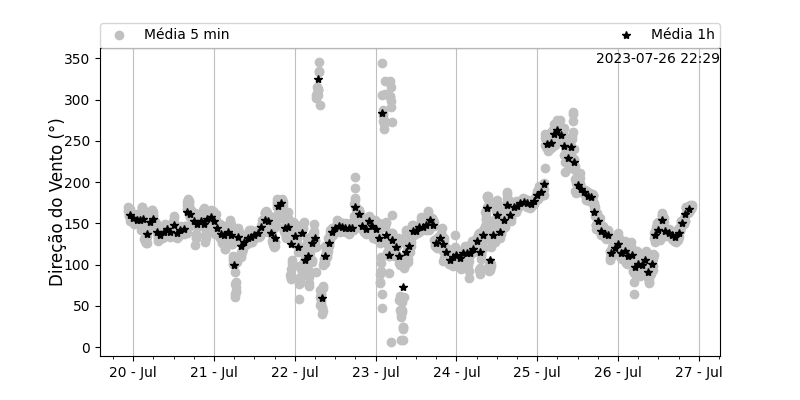 Média 5 min
Média 1h
2023-07-26 22:29
Direção do Vento (°)
350
300
250
200
150
100
50
0
20 - Jul
21 - Jul
22 - Jul
23 - Jul
24 - Jul
25 - Jul
26 - Jul
27 - Jul